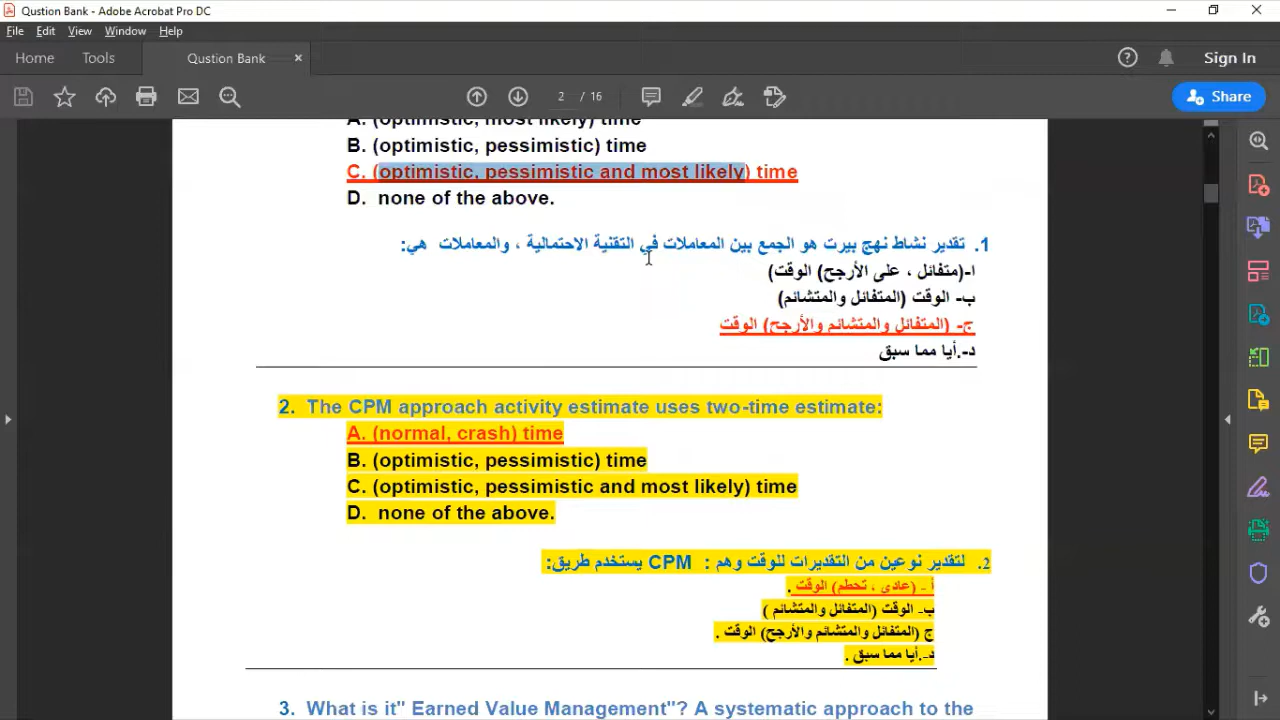 Qustion Bank - Adobe Acrobat Pro DC
File Edit View Window Help
Home Tools Qustion Bank × Sign In
2 / 16 Share
A. (optimistic, most likely) time
B. (optimistic, pessimistic) time
C. (optimistic, pessimistic and most likely) time
D. none of the above.
1. تقدير نشاط نهج بيرت هو الجمع بين المعاملات في التقنية الاحتمالية ، والمعاملات هي:
ا-(متفائل ، على الأرجح) الوقت)
ب- الوقت (المتفائل والمتشائم)
ج- (المتفائل والمتشائم والأرجح) الوقت
د-.أيا مما سبق
2. The CPM approach activity estimate uses two-time estimate:
A. (normal, crash) time
B. (optimistic, pessimistic) time
C. (optimistic, pessimistic and most likely) time
D. none of the above.
2. لتقدير نوعين من التقديرات للوقت وهم : CPM يستخدم طريق:
أ - (عادي ، تحطم) الوقت .
ب- الوقت (المتفائل والمتشائم )
ج (المتفائل والمتشائم والأرجح) الوقت .
د-.أيا مما سبق .
3. What is it" Earned Value Management"? A systematic approach to the